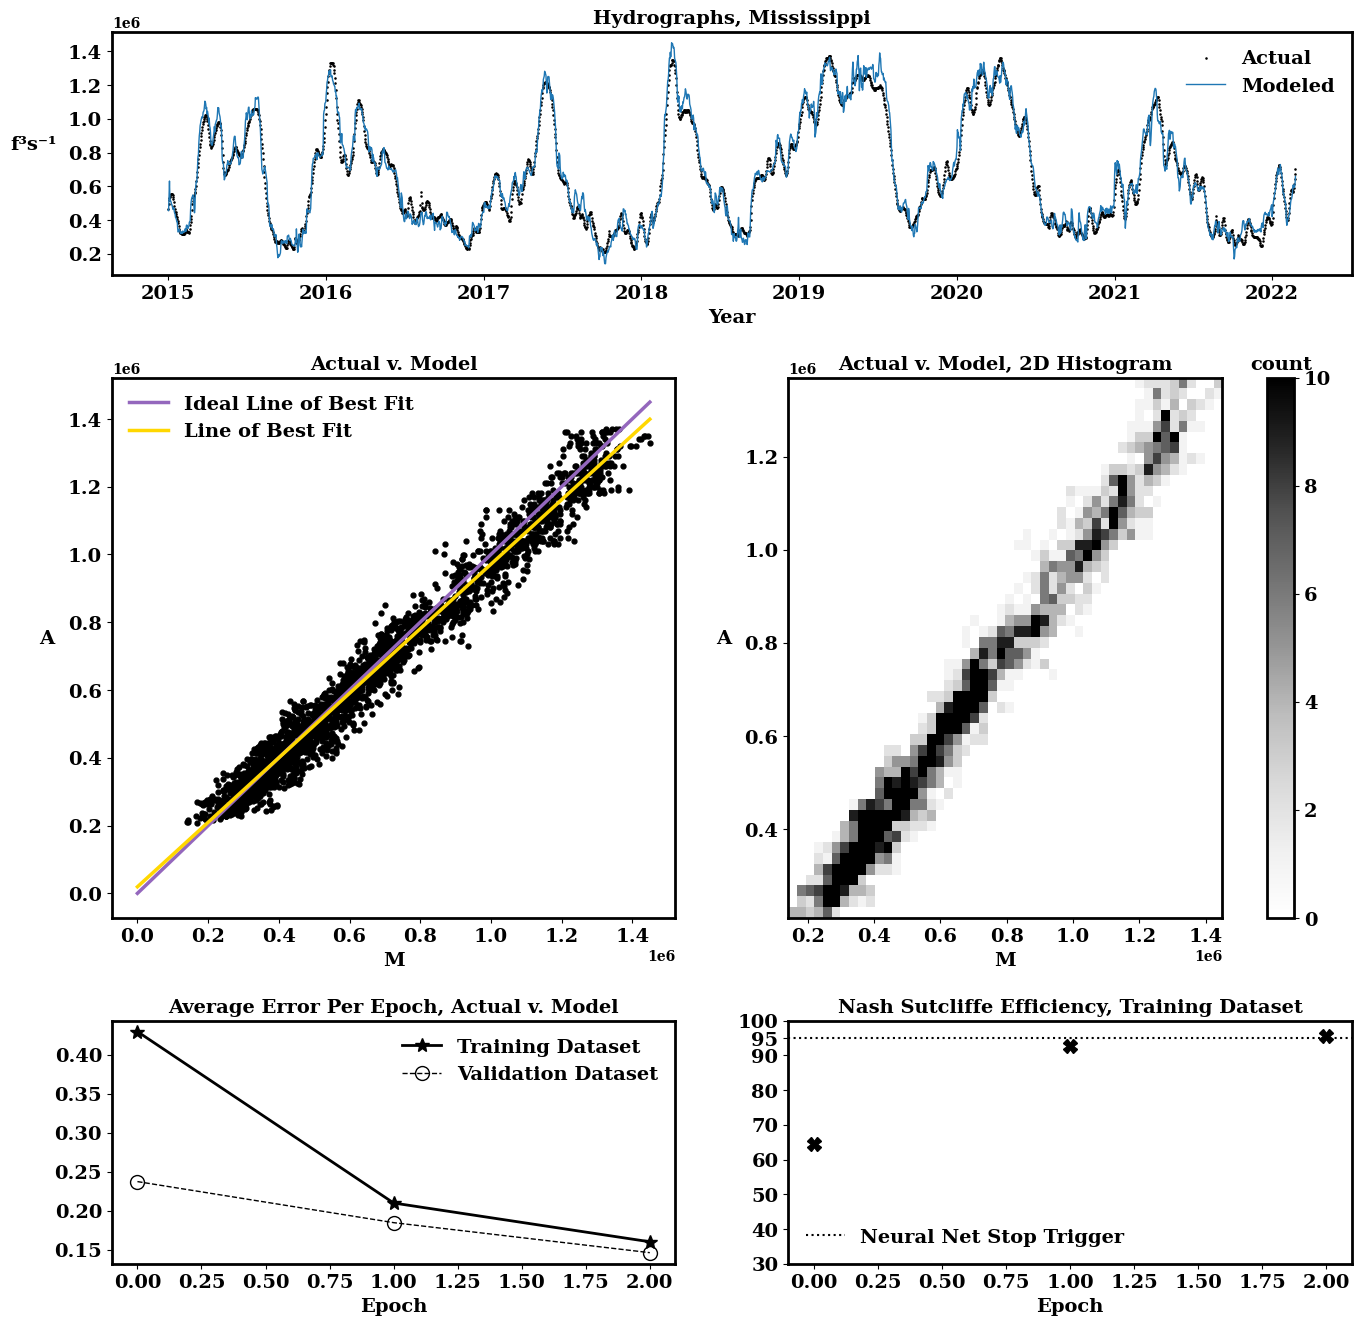 Hydrographs, Mississippi
1e6
1.4
1.2
1.0
0.8
0.6
0.4
0.2
f³s⁻¹
Actual
Modeled
2015 2016 2017 2018 2019 2020 2021 2022
Year
Actual v. Model
1e6
Ideal Line of Best Fit
Line of Best Fit
1.4
1.2
1.0
0.8
0.6
0.4
0.2
0.0
A
0.0 0.2 0.4 0.6 0.8 1.0 1.2 1.4
M
1e6
Actual v. Model, 2D Histogram
1e6
1.2
1.0
0.8
0.6
0.4
A
0.2 0.4 0.6 0.8 1.0 1.2 1.4
M
1e6
count
10
8
6
4
2
0
Average Error Per Epoch, Actual v. Model
Training Dataset
Validation Dataset
0.40
0.35
0.30
0.25
0.20
0.15
0.00 0.25 0.50 0.75 1.00 1.25 1.50 1.75 2.00
Epoch
Nash Sutcliffe Efficiency, Training Dataset
100
95
90
80
70
60
50
40
30
Neural Net Stop Trigger
0.00 0.25 0.50 0.75 1.00 1.25 1.50 1.75 2.00
Epoch